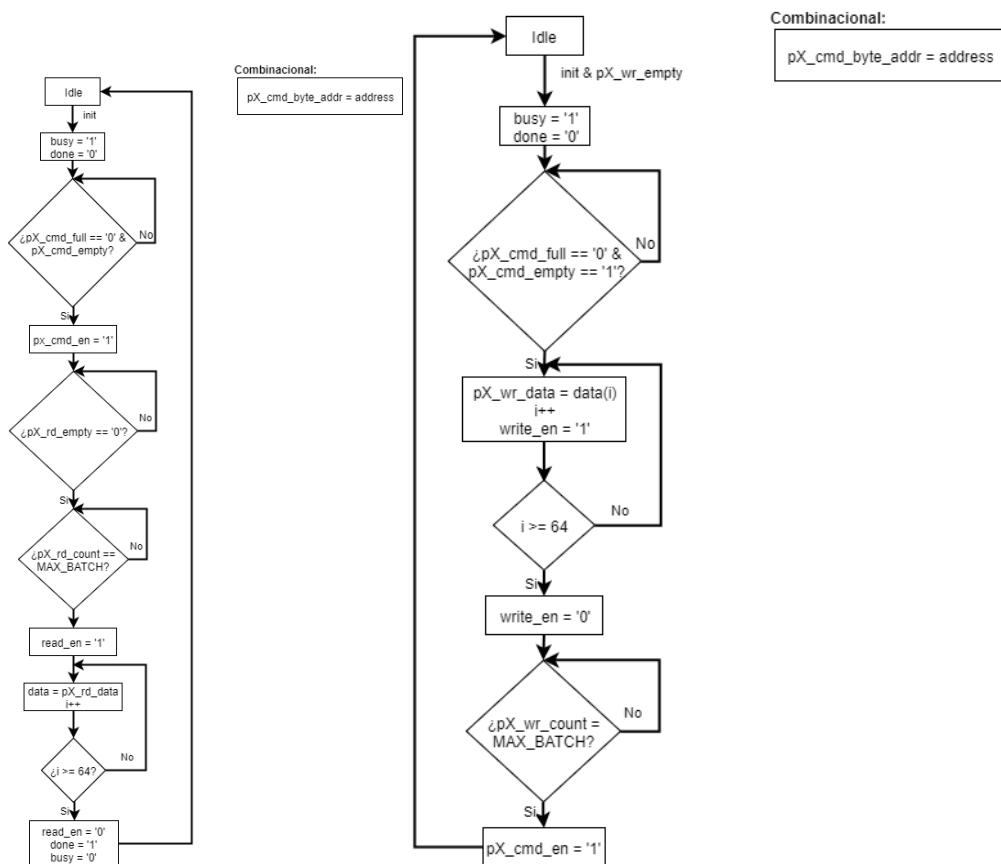 Combinacional:
pX_cmd_byte_addr = address
Idle
init
busy = '1'
done = '0'
¿pX_cmd_full == '0' &
pX_cmd_empty?
No
Si
px_cmd_en = '1'
¿pX_rd_empty == '0'?
No
Si
¿pX_rd_count ==
MAX_BATCH?
No
read_en = '1'
data = pX_rd_data
i++
No
¿i >= 64?
Si
read_en = '0'
done = '1'
busy = '0'
Combinacional:
pX_cmd_byte_addr = address
Idle
init & pX_wr_empty
busy = '1'
done = '0'
¿pX_cmd_full == '0' &
pX_cmd_empty == '1'?
No
Si
pX_wr_data = data(i)
i++
write_en = '1'
i >= 64
No
Si
write_en = '0'
¿pX_wr_count =
MAX_BATCH?
No
Si
pX_cmd_en = '1'